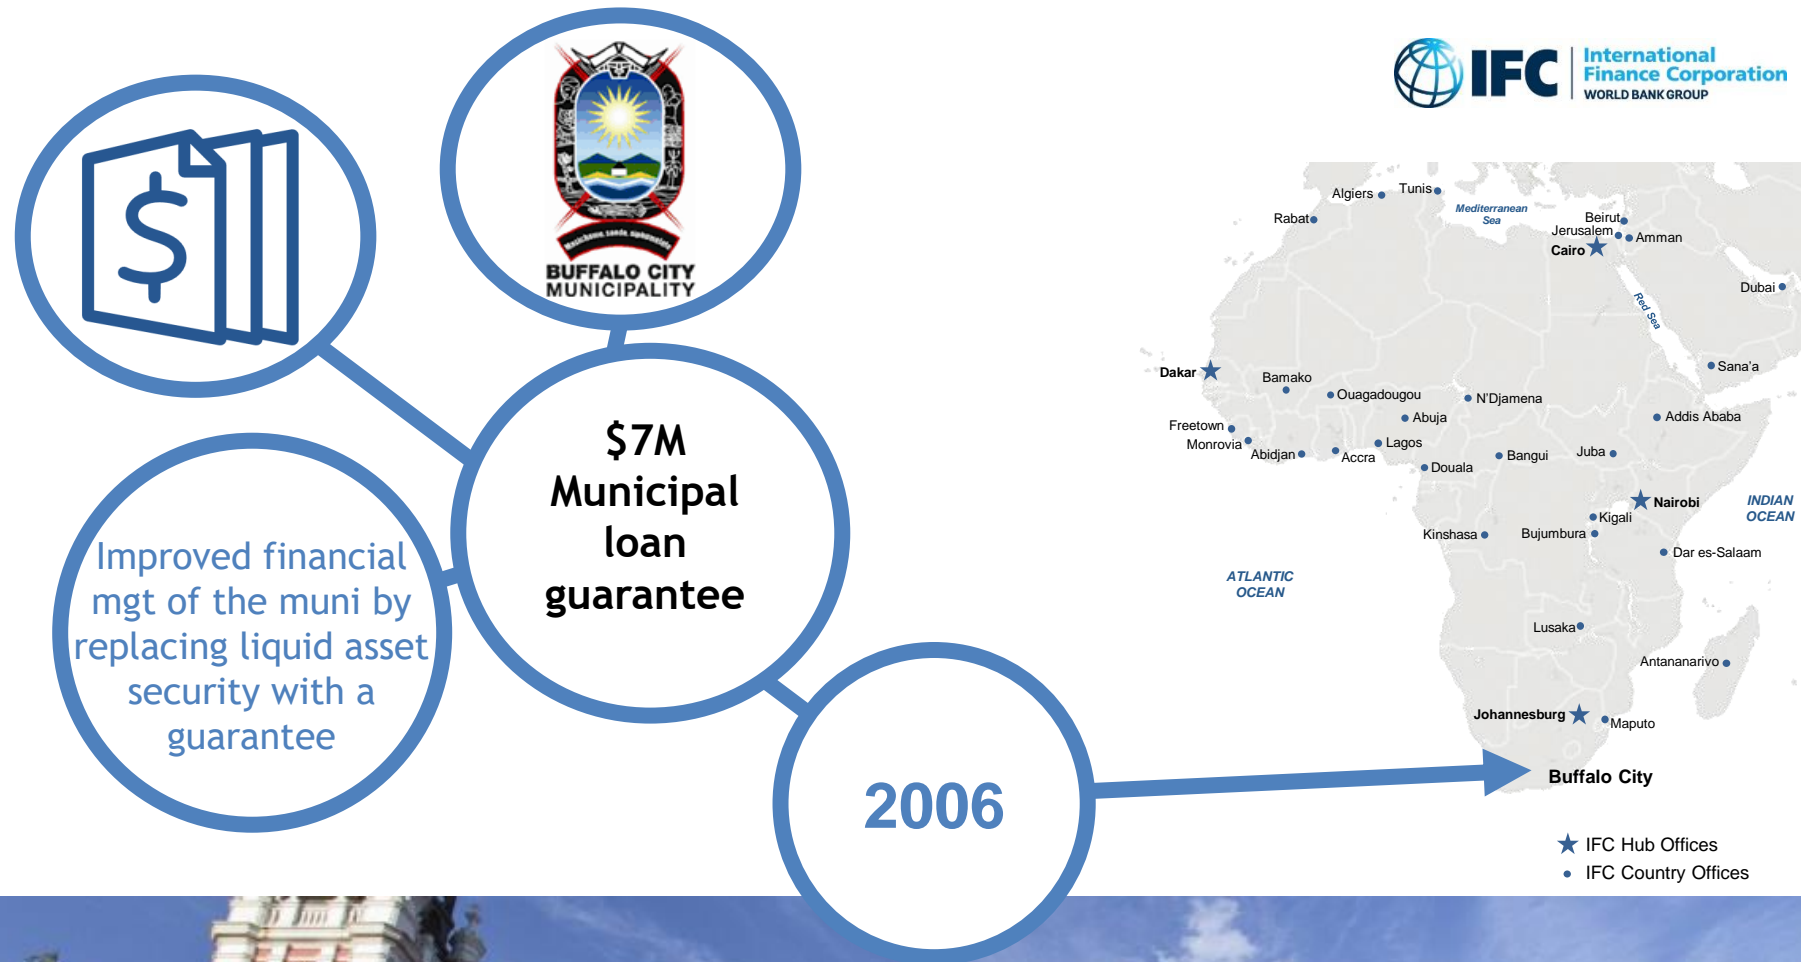 BUFFALO CITY
MUNICIPALITY
$
$7M
Municipal
loan
guarantee
Improved financial
mgt of the muni by
replacing liquid asset
security with a
guarantee
2006
IFC
International
Finance Corporation
WORLD BANK GROUP
Algiers
Tunis
Rabat
Mediterranean
Sea
Beirut
Jerusalem
Amman
Cairo
Dubai
Red Sea
Sana'a
Dakar
Bamako
Ouagadougou
N'Djamena
Abuja
Addis Ababa
Freetown
Monrovia
Lagos
Abidjan
Accra
Bangui
Juba
Douala
Nairobi
INDIAN
OCEAN
Kigali
Kinshasa
Bujumbura
Dar es-Salaam
ATLANTIC
OCEAN
Lusaka
Antananarivo
Johannesburg
Maputo
Buffalo City
IFC Hub Offices
IFC Country Offices